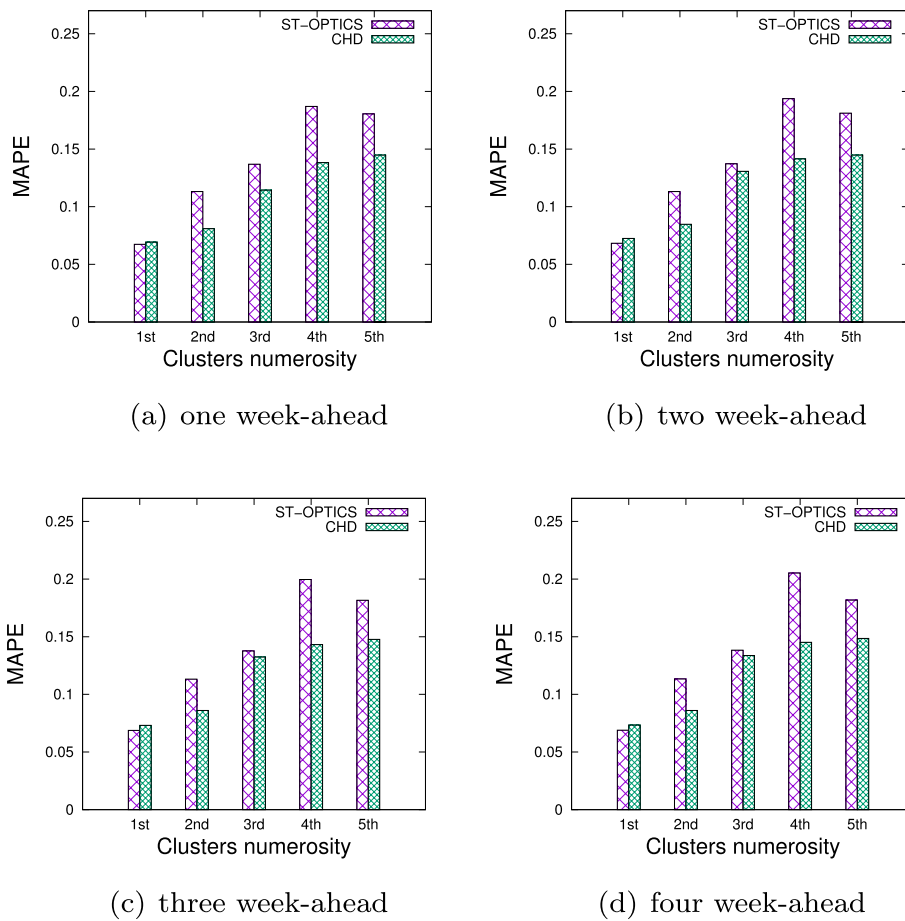 ST-OPTICS
CHD
0.25
0.2
0.15
0.1
0.05
0
MAPE
1st 2nd 3rd 4th 5th
Clusters numerosity
(a) one week-ahead
ST-OPTICS
CHD
0.25
0.2
0.15
0.1
0.05
0
MAPE
1st 2nd 3rd 4th 5th
Clusters numerosity
(b) two week-ahead
ST-OPTICS
CHD
0.25
0.2
0.15
0.1
0.05
0
MAPE
1st 2nd 3rd 4th 5th
Clusters numerosity
(c) three week-ahead
ST-OPTICS
CHD
0.25
0.2
0.15
0.1
0.05
0
MAPE
1st 2nd 3rd 4th 5th
Clusters numerosity
(d) four week-ahead